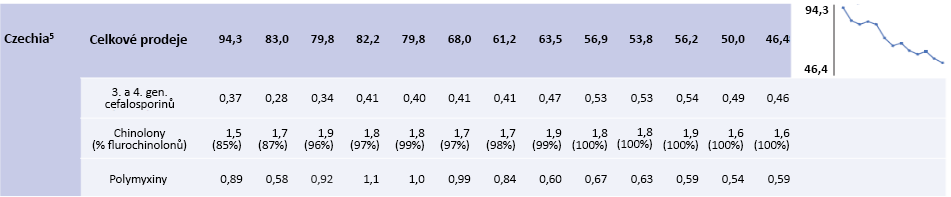 Czechia⁵ Celkové prodeje 94,3 83,0 79,8 82,2 79,8 68,0 61,2 63,5 56,9 53,8 56,2 50,0 46,4
94,3
46,4
3. a 4. gen.
cefalosporinů 0,37 0,28 0,34 0,41 0,40 0,41 0,41 0,47 0,53 0,53 0,54 0,49 0,46
Chinolony 1,5 1,7 1,9 1,8 1,8 1,7 1,7 1,9 1,8 1,8 1,9 1,6 1,6
(% flurochinolonů) (85%) (87%) (96%) (97%) (99%) (97%) (98%) (99%) (100%) (100%) (100%) (100%) (100%)
Polymyxiny 0,89 0,58 0,92 1,1 1,0 0,99 0,84 0,60 0,67 0,63 0,59 0,54 0,59